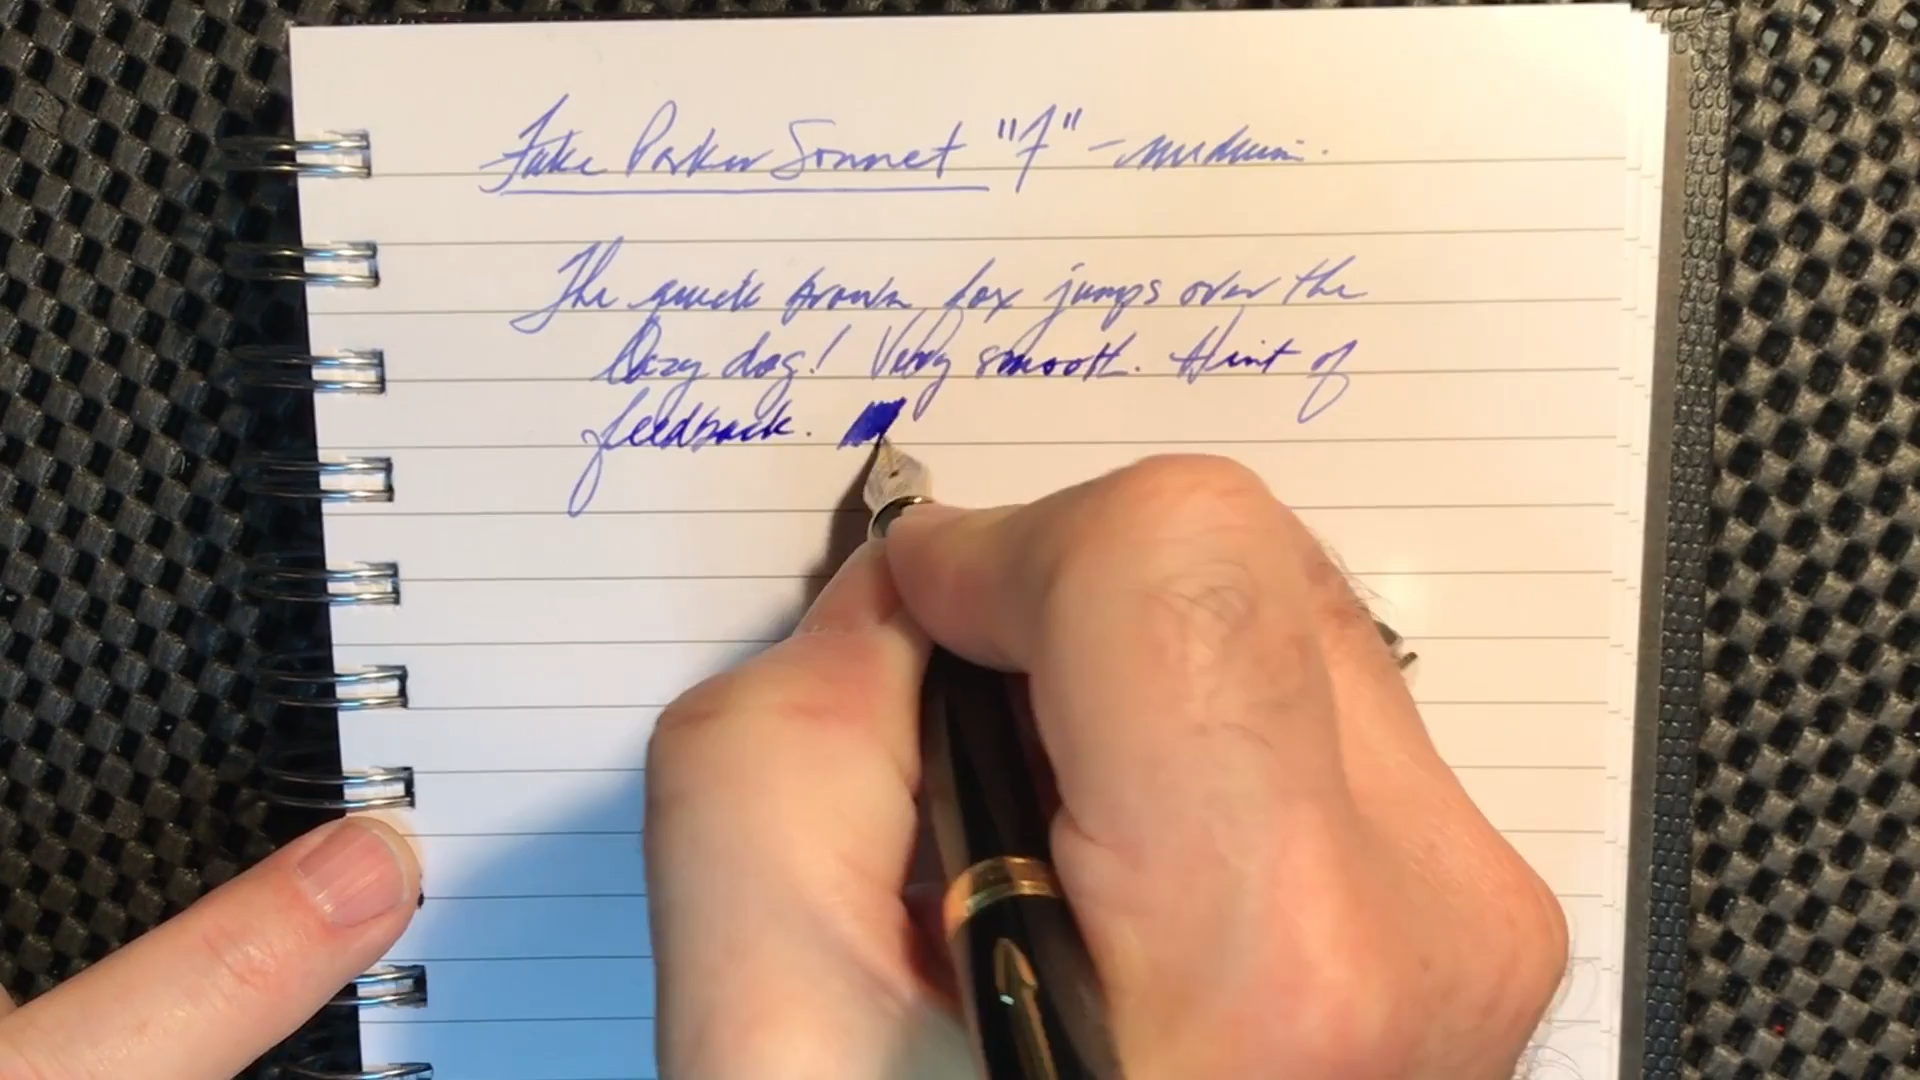 Fake Parker Sonnet "F" - medium.
The quick brown fox jumps over the
lazy dog! Very smooth. Hint of
feedback.